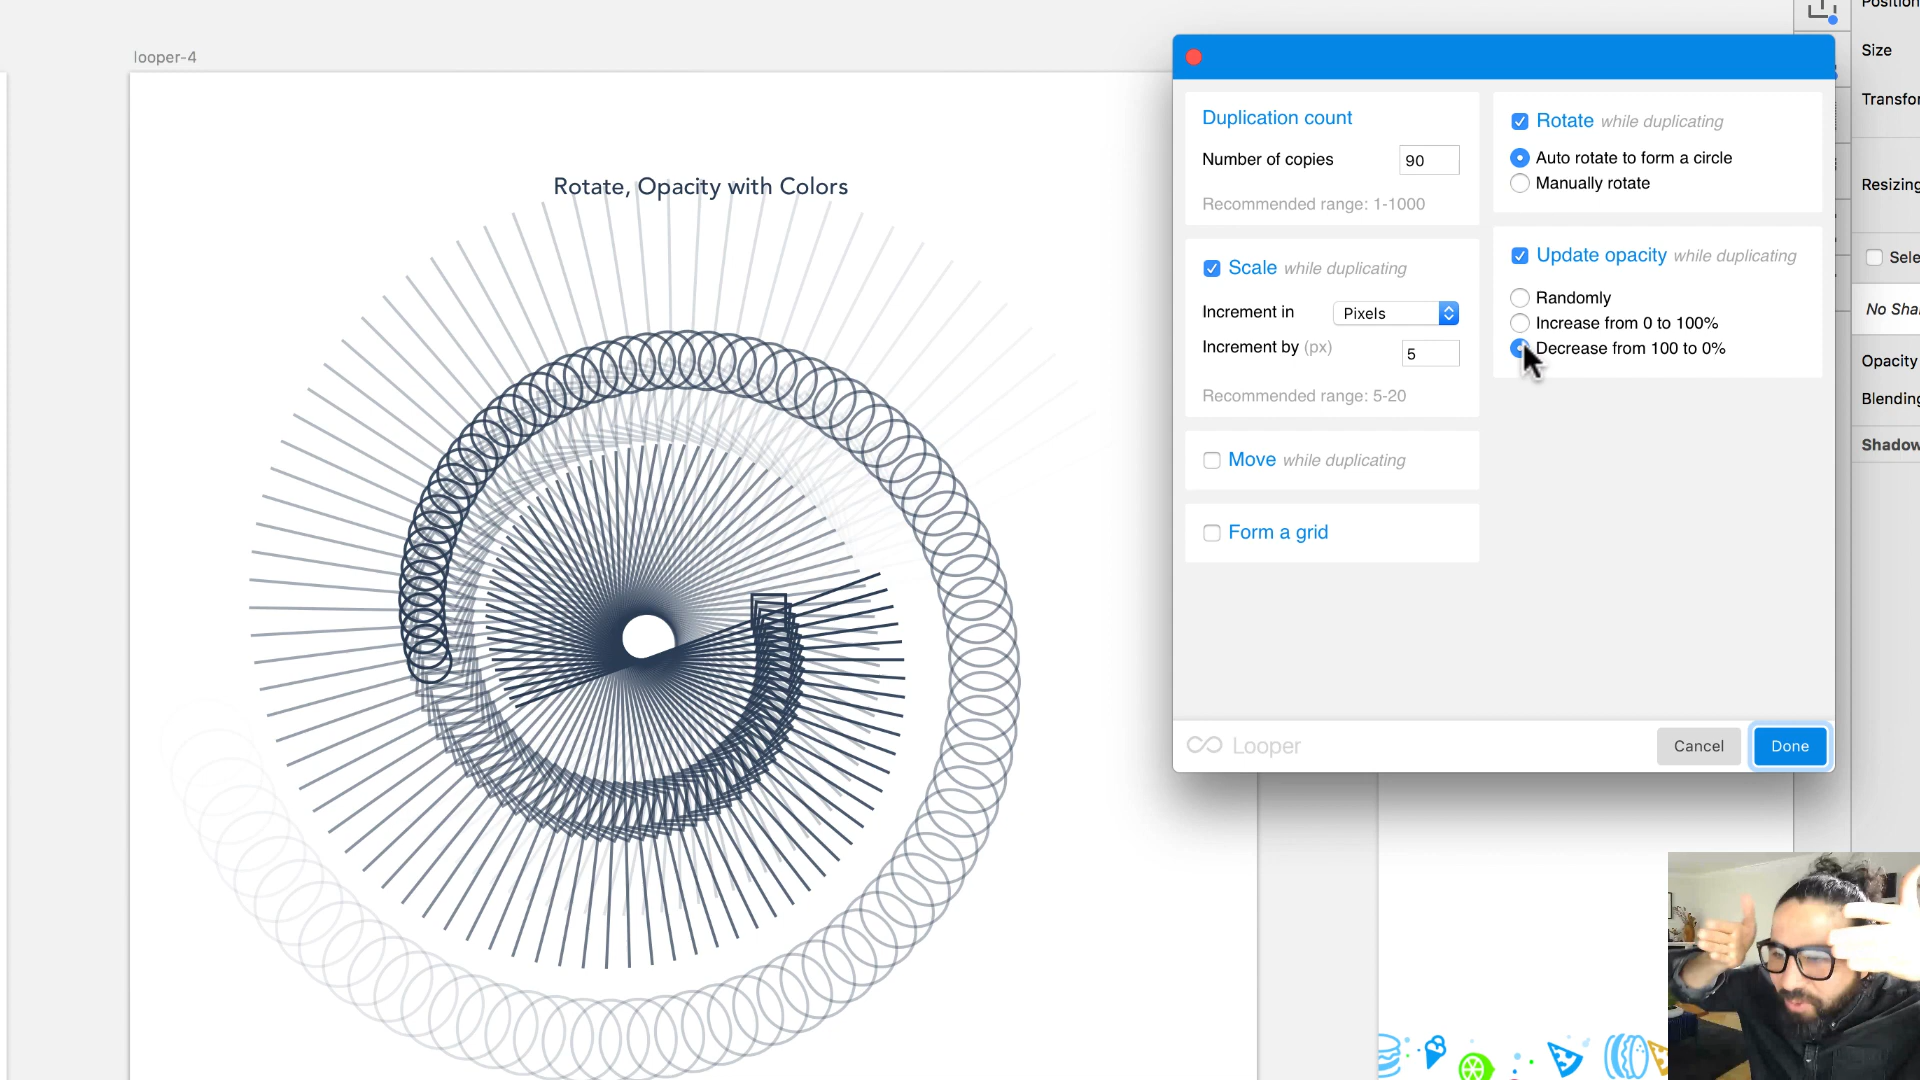 looper-4
Rotate, Opacity with Colors
Duplication count
Number of copies 90
Recommended range: 1-1000
Scale while duplicating
Increment in Pixels
Increment by (px) 5
Recommended range: 5-20
Move while duplicating
Form a grid
Rotate while duplicating
Auto rotate to form a circle
Manually rotate
Update opacity while duplicating
Randomly
Increase from 0 to 100%
Decrease from 100 to 0%
Looper
Cancel
Done
Position
Size
Transfor
Resizing
Sele
No Sha
Opacity
Blending
Shadow